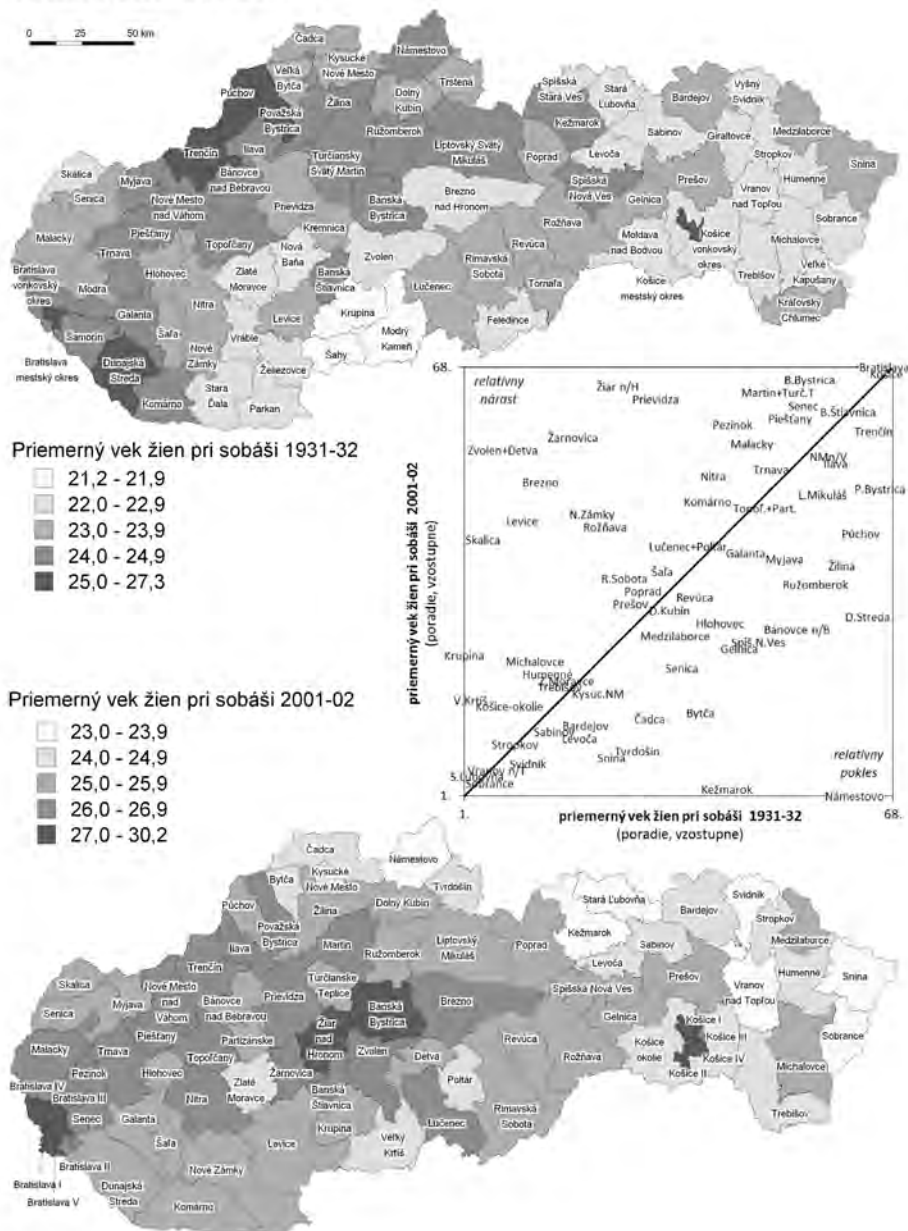 0 25 50 km
Čadca
Námestovo
Kysucké
Nové Mesto
Trstena
Veľká
Bytča
Dolný
Kubín
Púchov
Žilina
Považská
Bystrica
Ružomberok
Spišská
Stará Ves
Stará
Ľubovňa
Bardejov
Vyšný
Svidník
Kežmarok
Sabinov
Giraltovce
Medzilaborce
Stropkov
Snina
Trenčín
Ilava
Turčiansky
Svätý Martin
Liptovský Svätý
Mikuláš
Poprad
Levoča
Prešov
Humenné
Bánovce
nad Bebravou
Skalica
Senica
Myjava
Nové Mesto
nad Váhom
Prievidza
Banská
Bystrica
Brezno
nad Hronom
Spišská
Nová Ves
Gelnica
Vranov
nad Topľou
Sobrance
Piešťany
Topoľčany
Kremnica
Rožňava
Malacky
Trnava
Hlohovec
Nová
Baňa
Zvolen
Revúca
Moldava
nad Bodvou
Košice
vonkovský
okres
Michalovce
Bratislava
vonkovský
okres
Modra
Zlaté
Moravce
Banská
Štiavnica
Rimavská
Sobota
Tornaľa
Trebišov
Veľké
Kapušany
Galanta
Nitra
Lučenec
Košice
mestský okres
Kráľovský
Chlumec
Šamorín
Šaľa
Vráble
Levice
Krupina
Feledince
Modrý
Kameň
Bratislava
mestský okres
Dunajská
Streda
Nové
Zámky
Šahy
Želiezovce
Komárno
Stara
Ďala
Parkan
Priemerný vek žien pri sobáši 1931-32
21,2 - 21,9
22,0 - 22,9
23,0 - 23,9
24,0 - 24,9
25,0 - 27,3
Priemerný vek žien pri sobáši 2001-02
23,0 - 23,9
24,0 - 24,9
25,0 - 25,9
26,0 - 26,9
27,0 - 30,2
68.
relatívny
nárast
Bratislava
Košice
Žiar n/H
B.Bystrica
Prievidza
Martin+Turč.T
Senec
B.Štiavnica
Pezinok
Piešťany
Trenčín
Žarnovica
Malacky
Zvolen+Detva
NMn/V
Ilava
Trnava
Brezno
Nitra
L.Mikuláš
P.Bystrica
Komárno
Topoľ.+Part.
N.Zámky
Levice
Rožňava
Púchov
Skalica
Lučenec+Poltár
Galanta
Myjava
Žilina
Šaľa
R.Sobota
Ružomberok
Poprad
Revúca
Prešov
D.Kubín
D.Streda
Hlohovec
Bánovce n/B
Medzilaborce
Spiš.N.Ves
Gelnica
Krupina
Michalovce
Senica
Humenné
Z.Moravce
Trebišov
Kysuc.NM
V.Krtíš
Košice-okolie
Bytča
Čadca
Bardejov
Sabinov
Levoča
Stropkov
Tvrdošin
Snina
Svidník
Vranov n/T
S.Ľubovňa
Sobrance
Kežmarok
Námestovo
relatívny
pokles
1.
1.
68.
priemerný vek žien pri sobáši 2001-02
(poradie, vzostupne)
priemerný vek žien pri sobáši 1931-32
(poradie, vzostupne)
Čadca
Námestovo
Kysucké
Nové Mesto
Tvrdošín
Bytča
Dolný Kubín
Púchov
Žilina
Považská
Bystrica
Stará Ľubovňa
Bardejov
Svidník
Stropkov
Kežmarok
Medzilaborce
Ilava
Martin
Ružomberok
Liptovský
Mikuláš
Poprad
Sabinov
Levoča
Humenné
Snina
Trenčín
Prešov
Vranov
nad Topľou
Skalica
Senica
Myjava
Nové Mesto
nad
Váhom
Bánovce
nad Bebravou
Prievidza
Turčianske
Teplice
Banská
Bystrica
Brezno
Spišská Nová Ves
Gelnica
Košice I
Košice III
Košice IV
Košice II
Sobrance
Piešťany
Partizánske
Žiar
nad
Hronom
Malacky
Trnava
Topoľčany
Zvolen
Detva
Revúca
Rožňava
Košice
okolie
Michalovce
Pezinok
Hlohovec
Zlaté
Moravce
Žarnovica
Poltár
Bratislava IV
Bratislava III
Nitra
Banská
Štiavnica
Rimavská
Sobota
Trebišov
Senec
Galanta
Krupina
Lučenec
Šaľa
Levice
Veľký
Krtíš
Bratislava II
Nové Zámky
Bratislava I
Bratislava V
Dunajská
Streda
Komárno